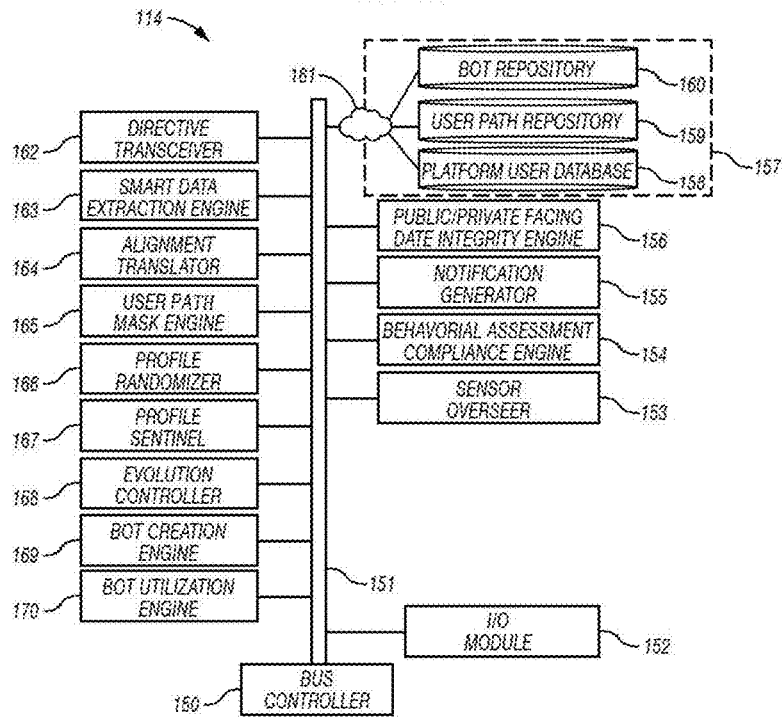 114
161
BOT REPOSITORY
160
USER PATH REPOSITORY
159
PLATFORM USER DATABASE
158
157
162
DIRECTIVE
TRANSCEIVER
163
SMART DATA
EXTRACTION ENGINE
164
ALIGNMENT
TRANSLATOR
165
USER PATH
MASK ENGINE
166
PROFILE
RANDOMIZER
167
PROFILE
SENTINEL
168
EVOLUTION
CONTROLLER
169
BOT CREATION
ENGINE
170
BOT UTILIZATION
ENGINE
PUBLIC/PRIVATE FACING
DATE INTEGRITY ENGINE
156
NOTIFICATION
GENERATOR
155
BEHAVORIAL ASSESSMENT
COMPLIANCE ENGINE
154
SENSOR
OVERSEER
153
151
I/O
MODULE
152
150
BUS
CONTROLLER